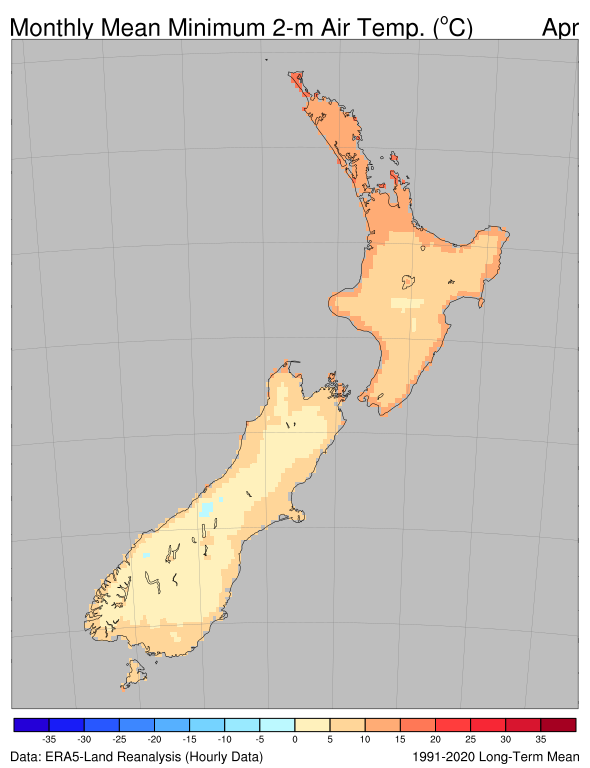 Monthly Mean Minimum 2-m Air Temp. (°C) Apr
-35 -30 -25 -20 -15 -10 -5 0 5 10 15 20 25 30 35
Data: ERA5-Land Reanalysis (Hourly Data) 1991-2020 Long-Term Mean